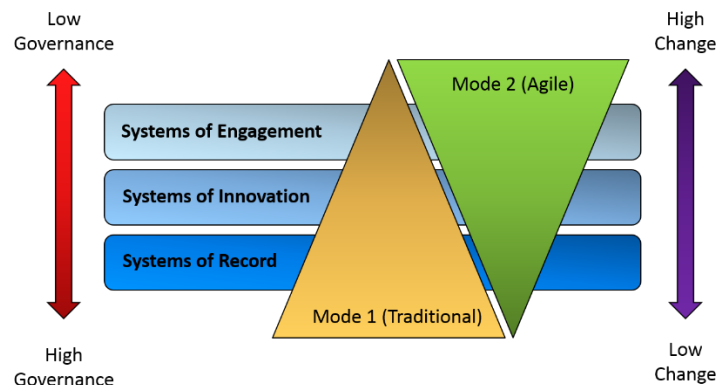 Low
Governance
High
Change
Mode 2 (Agile)
Systems of Engagement
Systems of Innovation
Systems of Record
Mode 1 (Traditional)
High
Governance
Low
Change